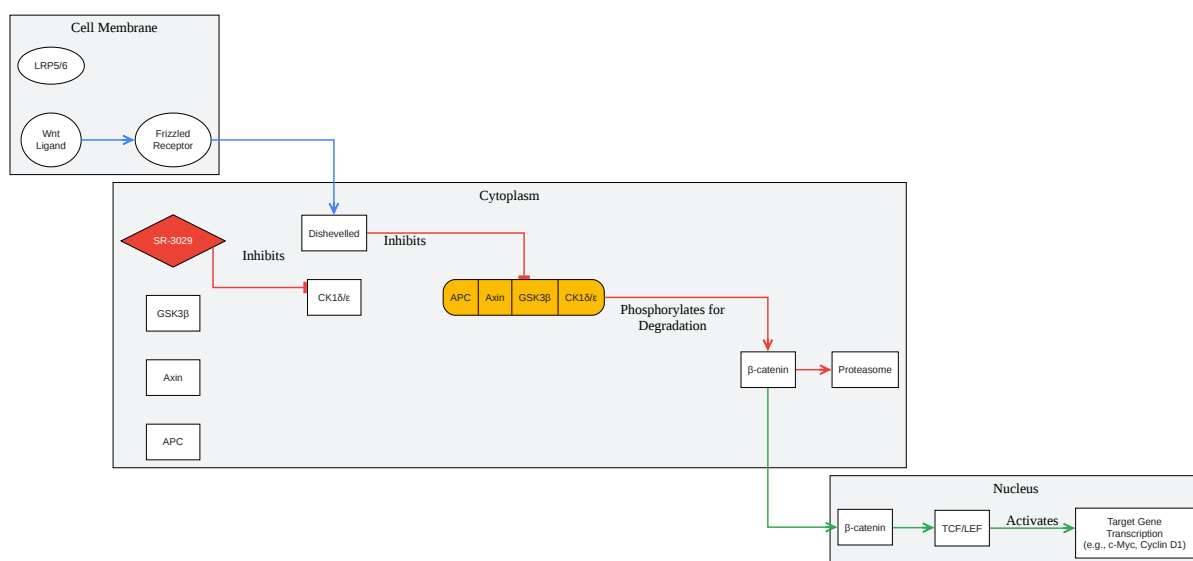 Cell Membrane
LRP5/6
Wnt
Ligand
Frizzled
Receptor
Cytoplasm
SR-3029
Inhibits
Dishevelled
Inhibits
CK1δ/ε
APC
Axin
GSK3β
CK1δ/ε
GSK3β
Phosphorylates for
Degradation
Axin
β-catenin
Proteasome
APC
Nucleus
β-catenin
TCF/LEF
Activates
Target Gene
Transcription
(e.g., c-Myc, Cyclin D1)